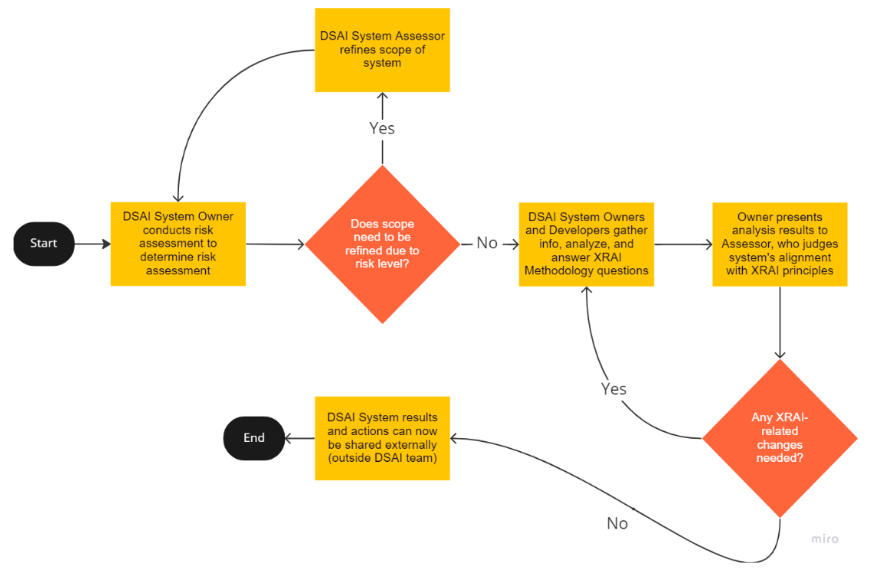 DSAI System Assessor
refines scope of
system
Yes
Start
DSAI System Owner
conducts risk
assessment to
determine risk
assessment
Does scope
need to be
refined due to
risk level?
No
DSAI System Owners
and Developers gather
info, analyze, and
answer XRAI
Methodology questions
Owner presents
analysis results to
Assessor, who judges
system's alignment
with XRAI principles
Yes
Any XRAI-
related
changes
needed?
No
DSAI System results
and actions can now
be shared externally
(outside DSAI team)
End
miro